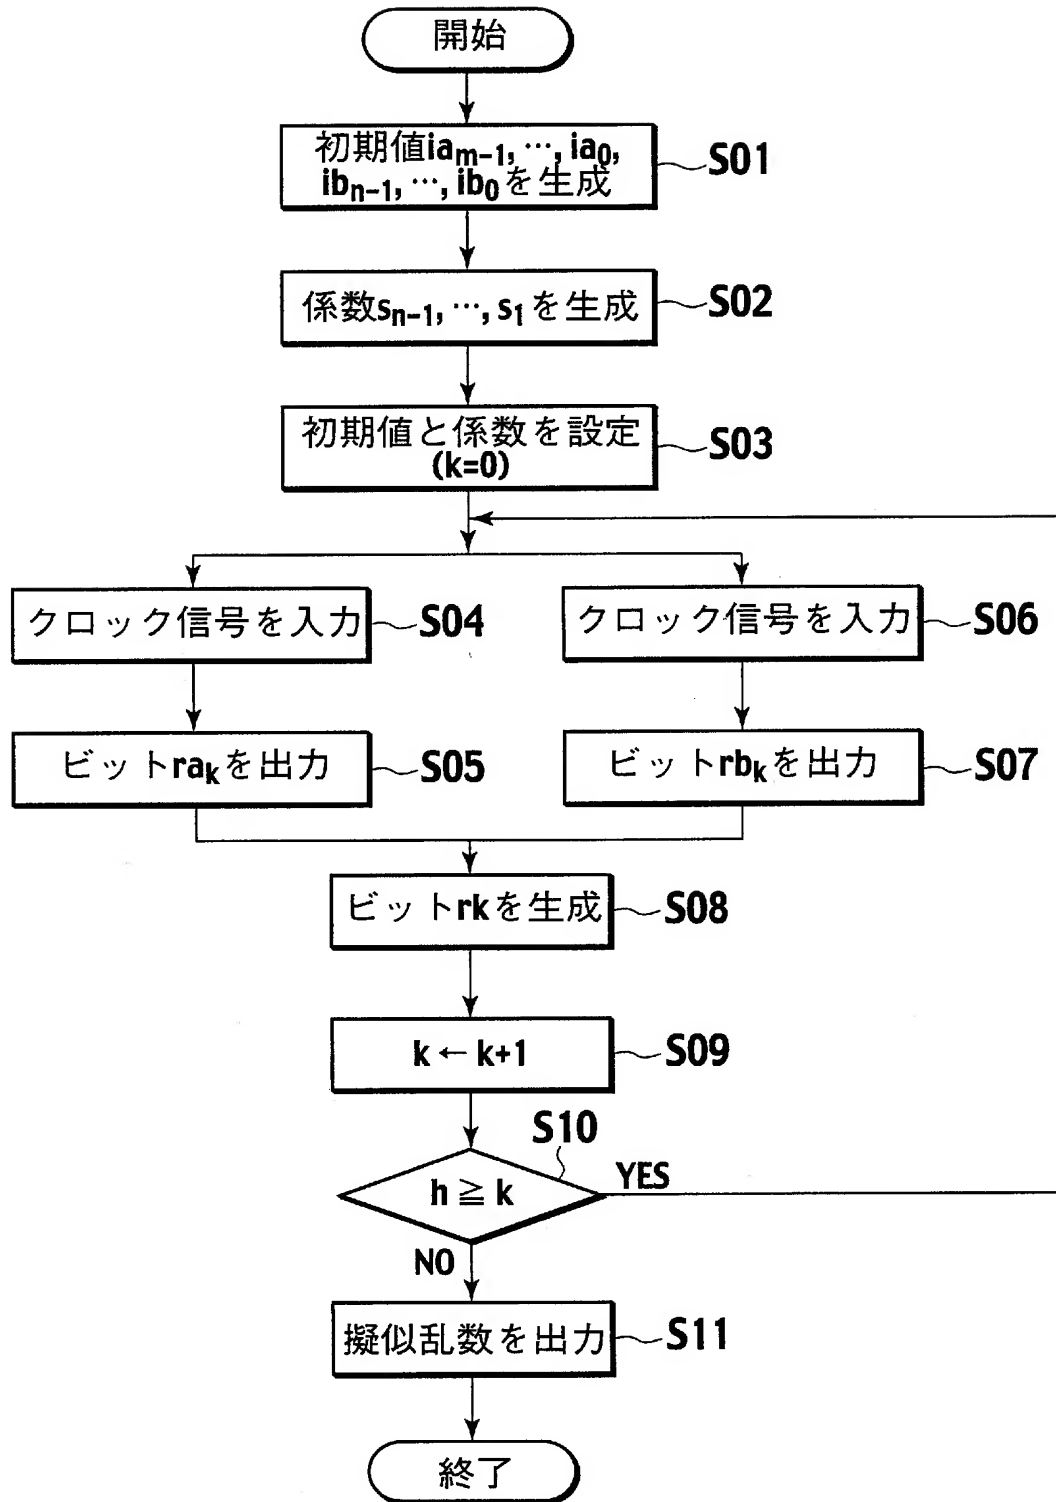 開始
初期値ia_{m-1}, …, ia_0,
ib_{n-1}, …, ib_0を生成
S01
係数s_{n-1}, …, s_1を生成
S02
初期値と係数を設定
(k=0)
S03
クロック信号を入力
S04
クロック信号を入力
S06
ビットra_kを出力
S05
ビットrb_kを出力
S07
ビットrkを生成
S08
k ← k+1
S09
S10
h ≧ k
YES
NO
擬似乱数を出力
S11
終了